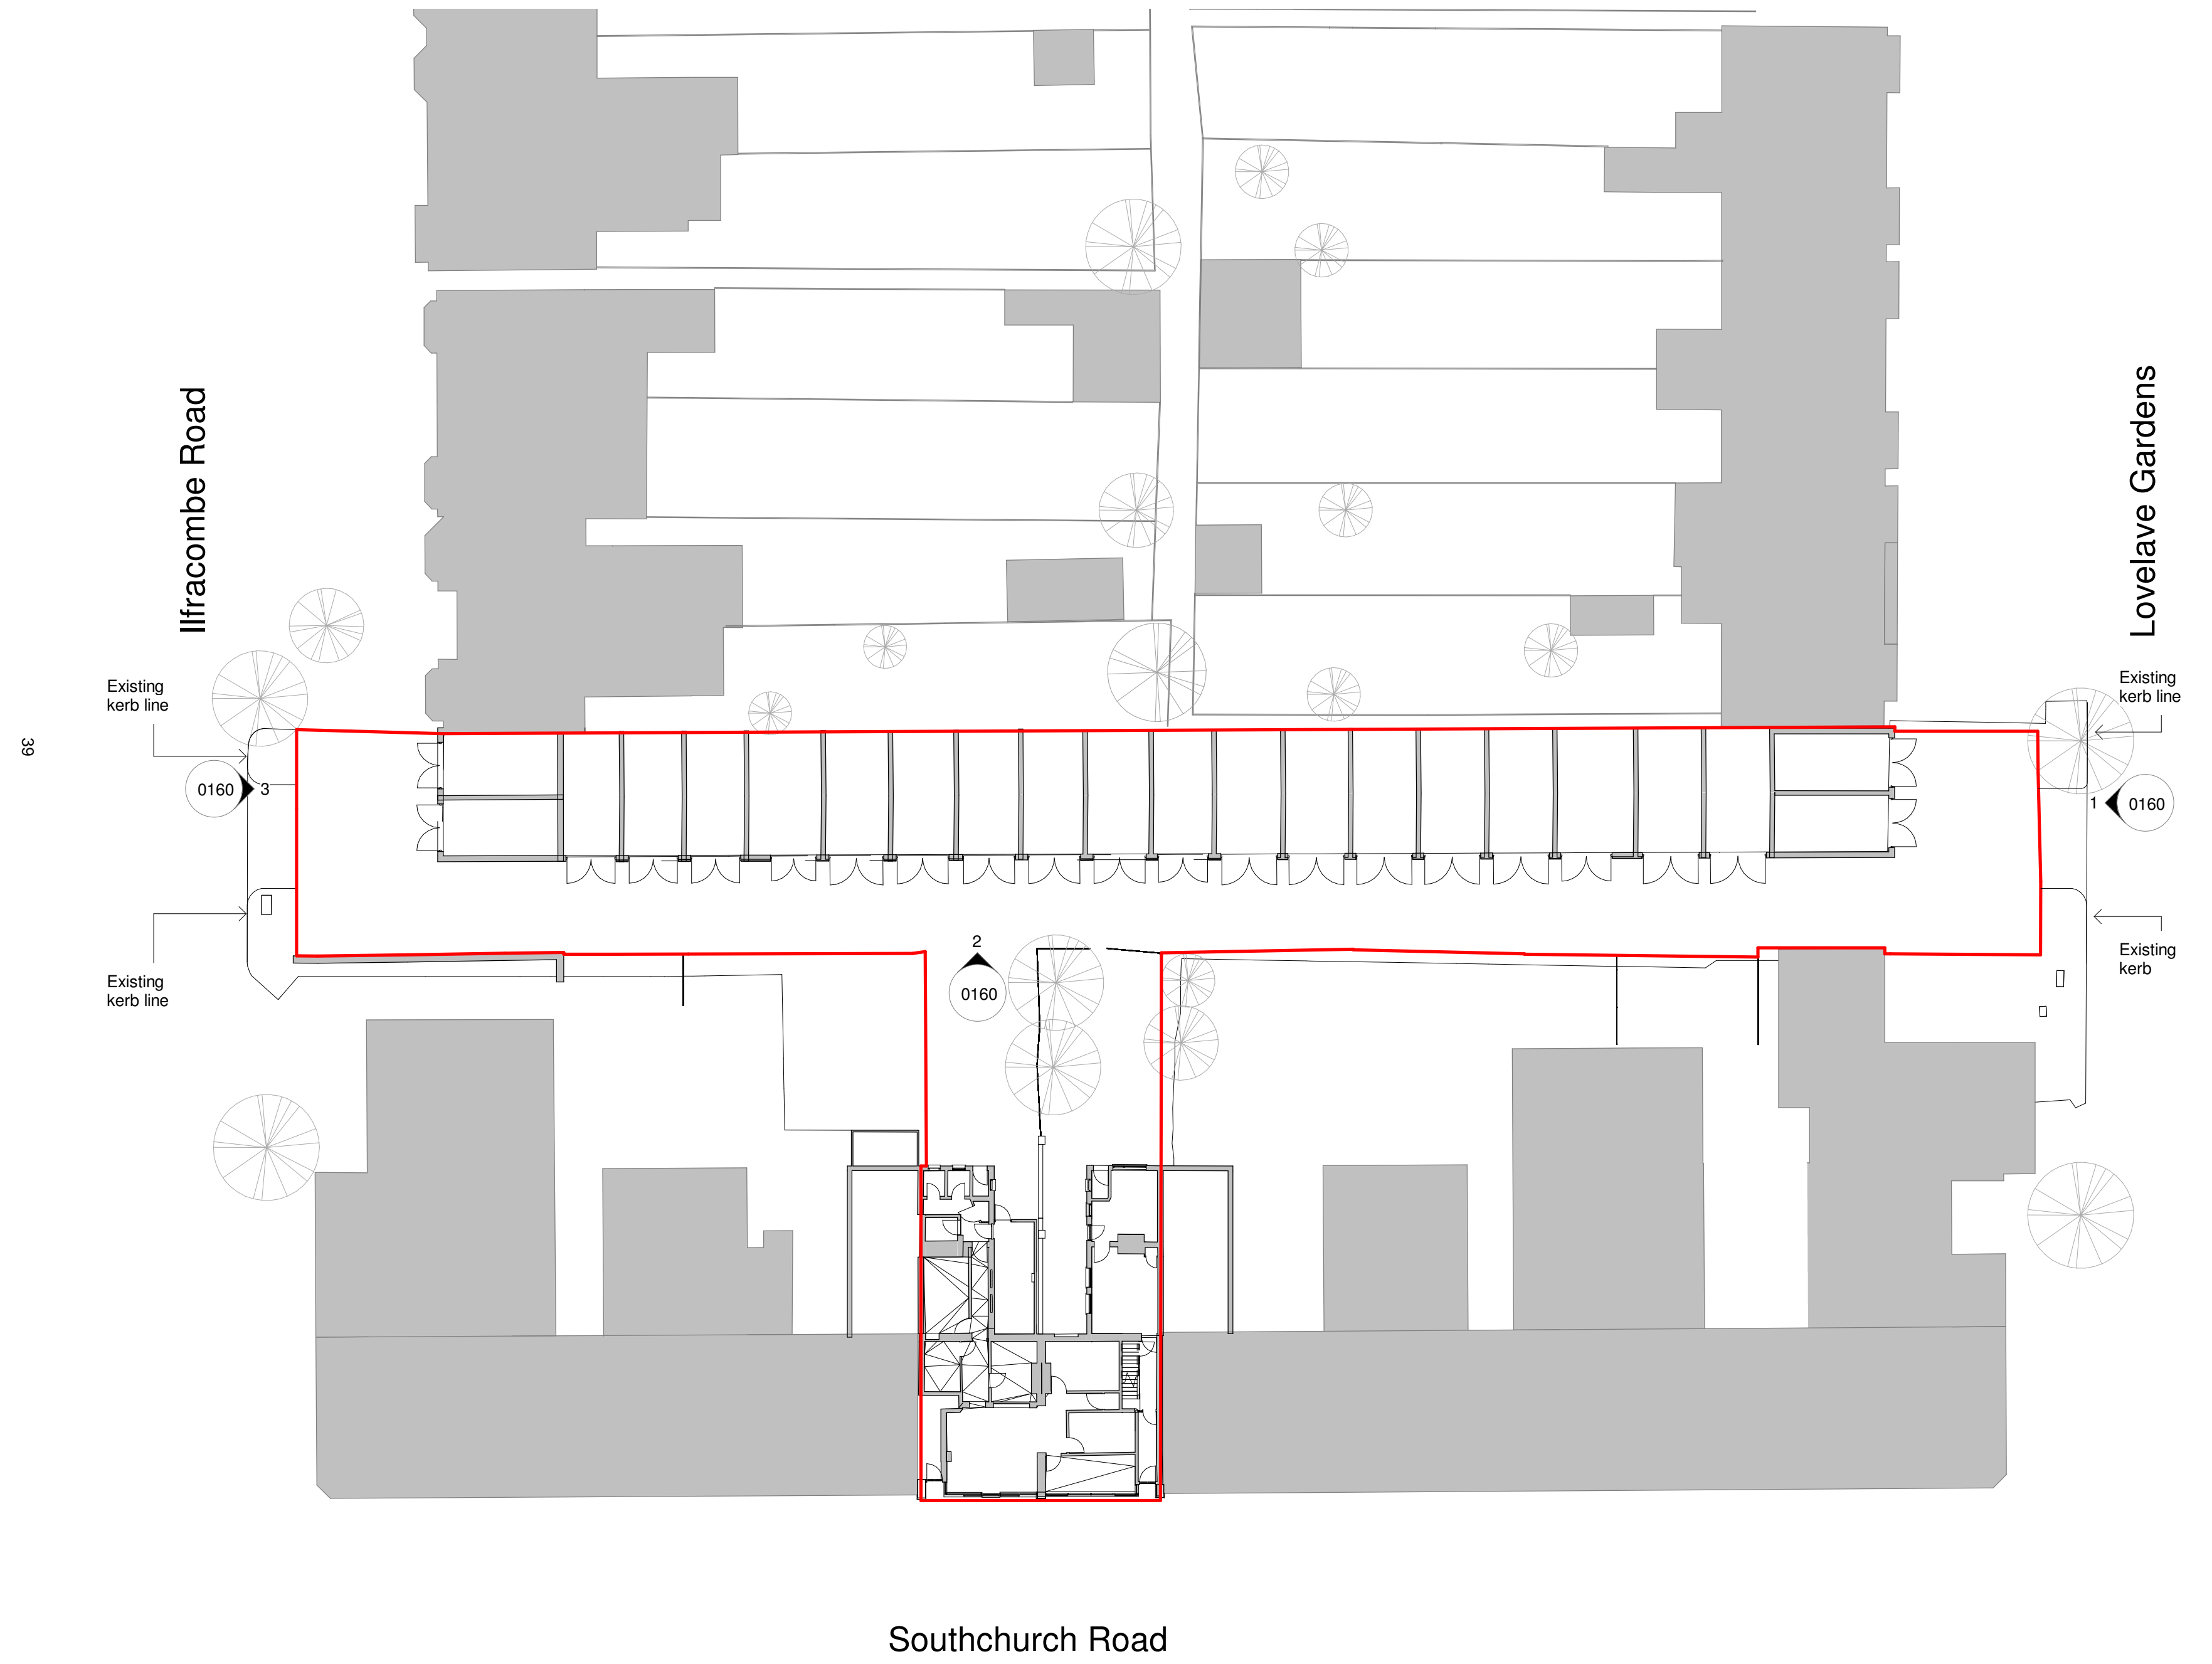 Ilfracombe Road
Lovelave Gardens
Existing
kerb line
Existing
kerb line
39
0160
3
1
0160
2
0160
Existing
kerb line
Existing
kerb
Southchurch Road